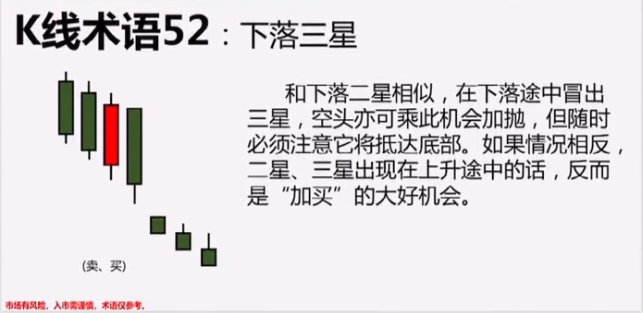 K线术语52：下落三星
和下落二星相似，在下落途中冒出
三星，空头亦可乘此机会加抛，但随时
必须注意它将抵达底部。如果情况相反，
二星、三星出现在上升途中的话，反而
是“加买”的大好机会。
(卖、买)
市场有风险，入市需谨慎，术语仅参考。